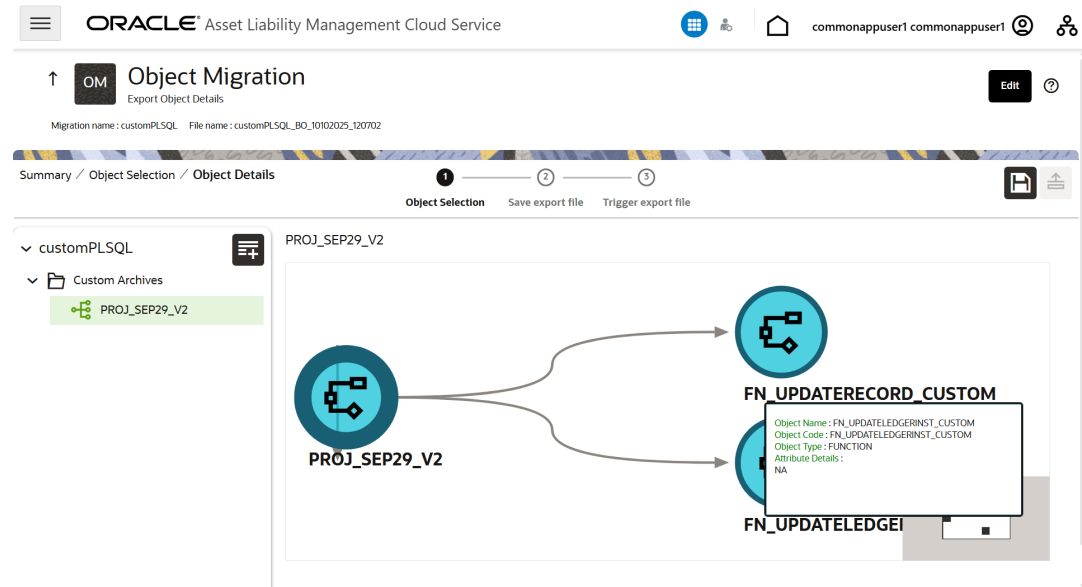 ORACLE® Asset Liability Management Cloud Service
commonappuser1 commonappuser1
OM
Object Migration
Export Object Details
Edit
Migration name : customPLSQL File name : customPLSQL_BO_10102025_120702
Summary / Object Selection / Object Details
1 2 3
Object Selection Save export file Trigger export file
customPLSQL
Custom Archives
PROJ_SEP29_V2
PROJ_SEP29_V2
PROJ_SEP29_V2
FN_UPDATERECORD_CUSTOM
Object Name : FN_UPDATELEDGERINST_CUSTOM
Object Code : FN_UPDATELEDGERINST_CUSTOM
Object Type : FUNCTION
Attribute Details :
NA
FN_UPDATELEDGE